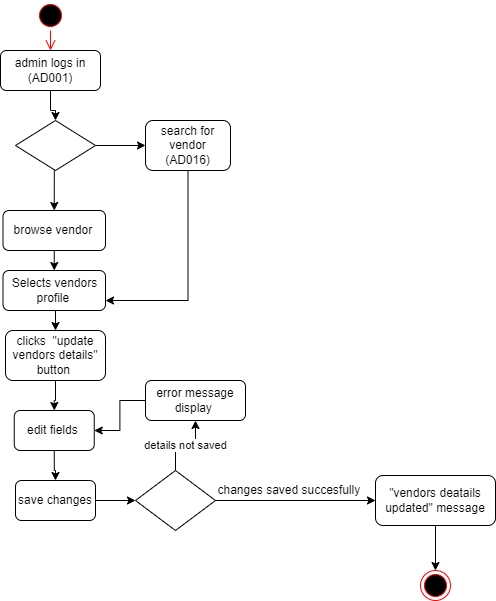 admin logs in
(AD001)
search for
vendor
(AD016)
browse vendor
Selects vendors
profile
clicks "update
vendors details"
button
error message
display
edit fields
details not saved
save changes
changes saved succesfully
"vendors deatails
updated" message